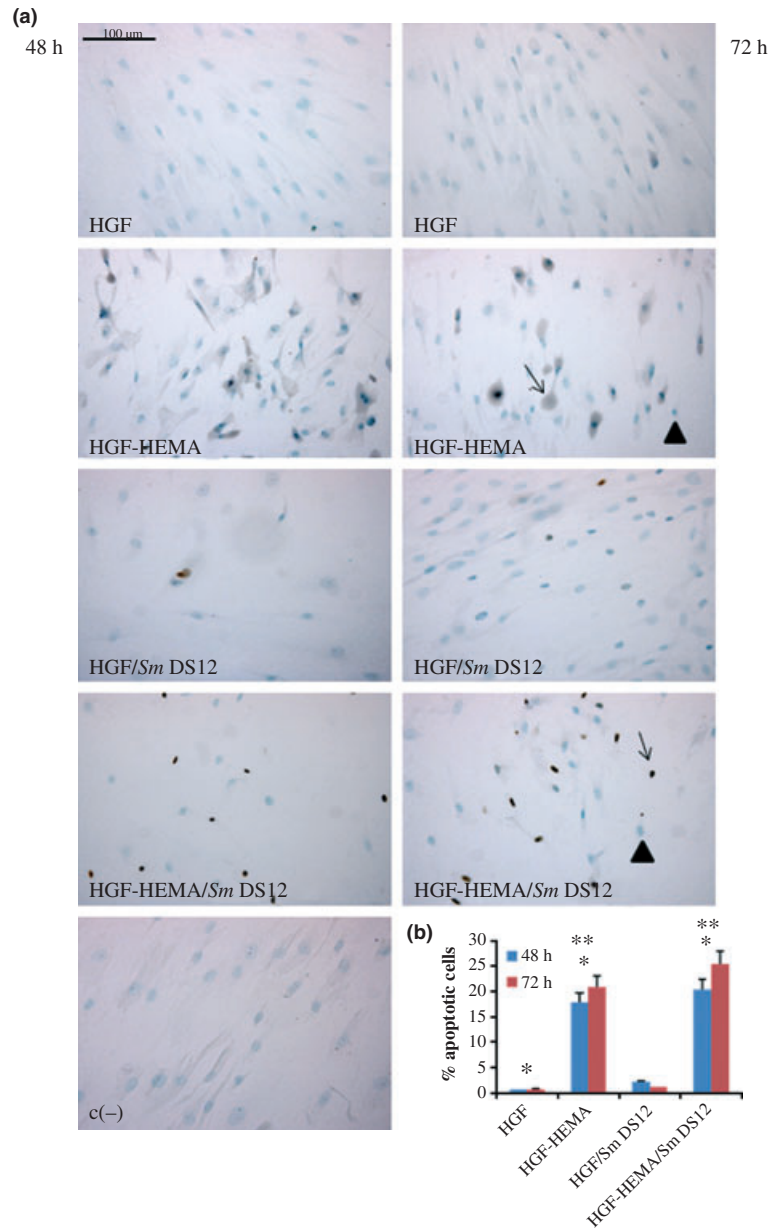 (a)
48 h
100 µm
72 h
HGF
HGF
HGF-HEMA
HGF-HEMA
HGF/Sm DS12
HGF/Sm DS12
HGF-HEMA/Sm DS12
HGF-HEMA/Sm DS12
c(–)
(b)
% apoptotic cells
30
25
20
15
10
5
0
48 h
72 h
*
**
*
**
*
HGF
HGF-HEMA
HGF/Sm DS12
HGF-HEMA/Sm DS12